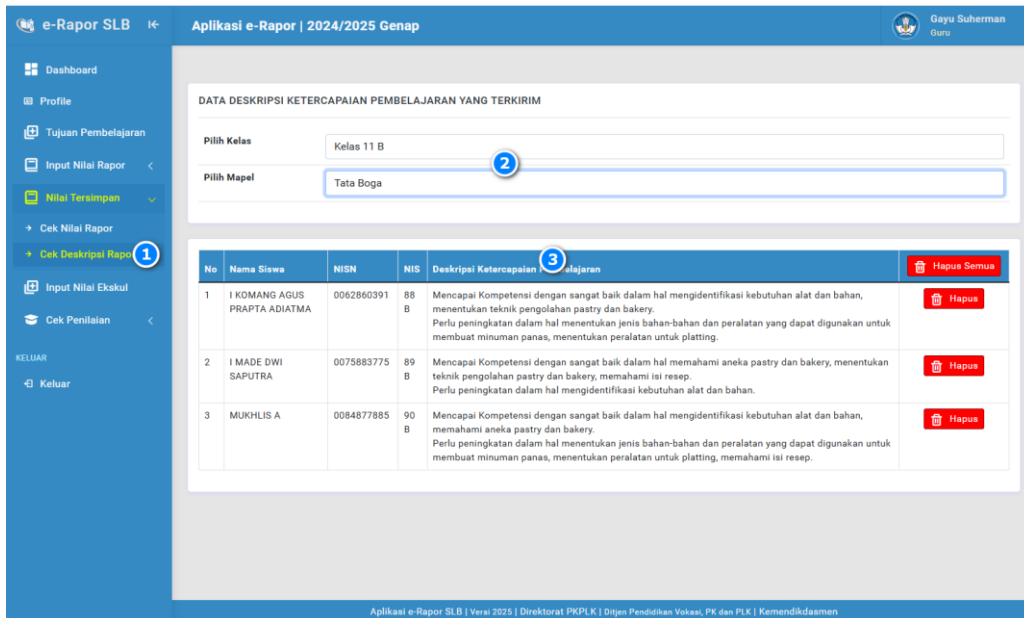 e-Rapor SLB
Aplikasi e-Rapor | 2024/2025 Genap
Gayu Suherman
Guru
Dashboard
Profile
Tujuan Pembelajaran
Input Nilai Rapor
Nilai Tersimpan
Cek Nilai Rapor
Cek Deskripsi Rapo
1
Input Nilai Ekskul
Cek Penilaian
KELUAR
Keluar
DATA DESKRIPSI KETERCAPAIAN PEMBELAJARAN YANG TERKIRIM
Pilih Kelas
Kelas 11 B
2
Pilih Mapel
Tata Boga
3
No Nama Siswa NISN NIS Deskripsi Ketercapaian Pembelajaran Hapus Semua
1 I KOMANG AGUS 0062860391 88 Mencapai Kompetensi dengan sangat baik dalam hal mengidentifikasi kebutuhan alat dan bahan, Hapus
PRAPTA ADIATMA B menentukan teknik pengolahan pastry dan bakery.
Perlu peningkatan dalam hal menentukan jenis bahan-bahan dan peralatan yang dapat digunakan untuk
membuat minuman panas, menentukan peralatan untuk platting.
2 I MADE DWI 0075883775 89 Mencapai Kompetensi dengan sangat baik dalam hal memahami aneka pastry dan bakery, menentukan Hapus
SAPUTRA B teknik pengolahan pastry dan bakery, memahami isi resep.
Perlu peningkatan dalam hal mengidentifikasi kebutuhan alat dan bahan.
3 MUKHLIS A 0084877885 90 Mencapai Kompetensi dengan sangat baik dalam hal mengidentifikasi kebutuhan alat dan bahan, Hapus
B memahami aneka pastry dan bakery.
Perlu peningkatan dalam hal menentukan jenis bahan-bahan dan peralatan yang dapat digunakan untuk
membuat minuman panas, menentukan peralatan untuk platting, memahami isi resep.
Aplikasi e-Rapor SLB | Versi 2025 | Direktorat PKPLK | Ditjen Pendidikan Vokasi, PK dan PLK | Kemendikdasmen